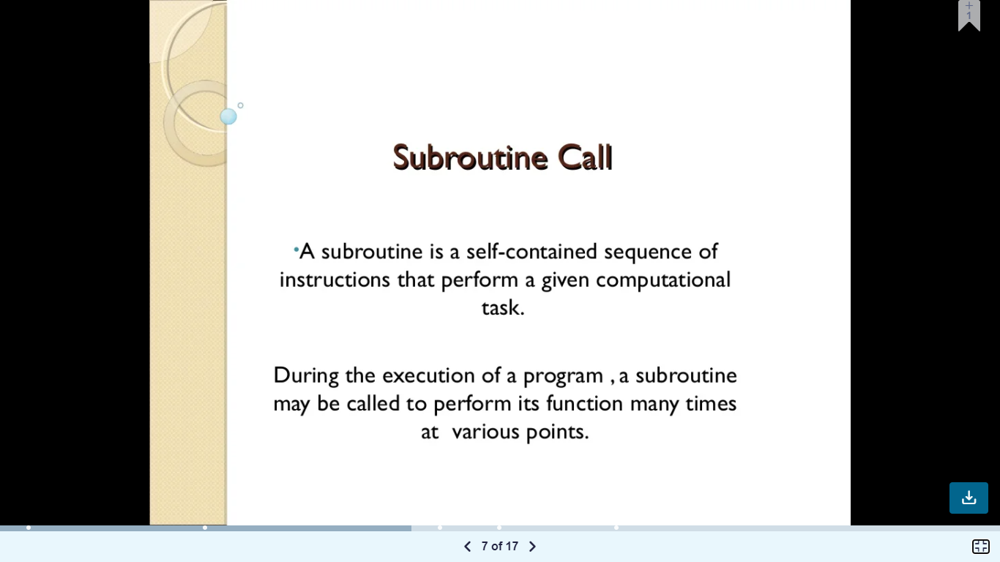 +
1
Subroutine Call
•A subroutine is a self-contained sequence of
instructions that perform a given computational
task.
During the execution of a program , a subroutine
may be called to perform its function many times
at  various points.
7 of 17